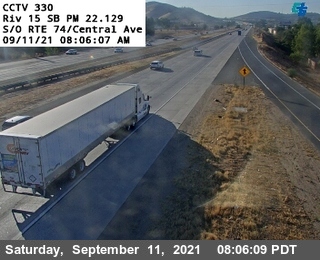 CCTV 330
Riv 15 SB PM 22.129
S/O RTE 74/Central Ave
09/11/21 08:06:07 AM
Saturday, September 11, 2021 08:06:09 PDT